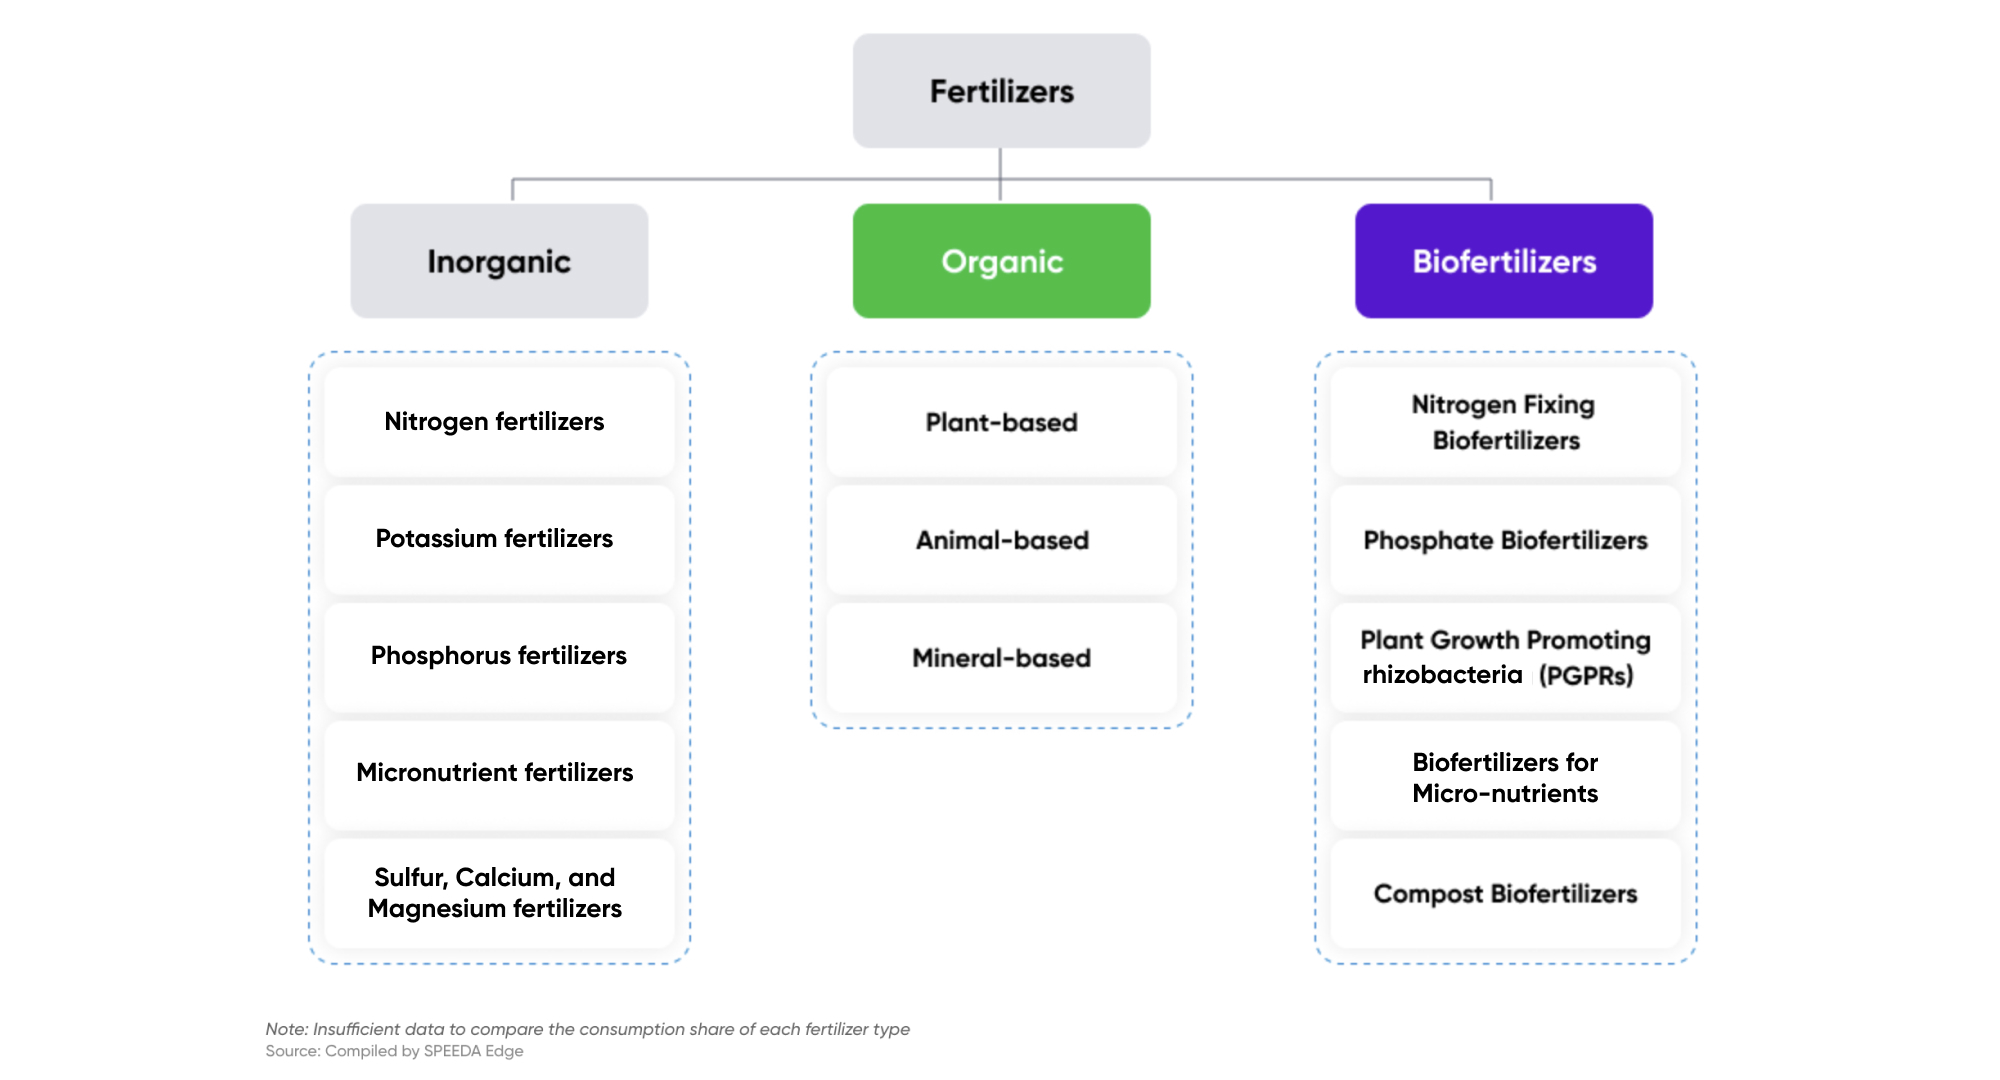 Fertilizers
Inorganic
Organic
Biofertilizers
Nitrogen fertilizers
Potassium fertilizers
Phosphorus fertilizers
Micronutrient fertilizers
Sulfur, Calcium, and
Magnesium fertilizers
Plant-based
Animal-based
Mineral-based
Nitrogen Fixing
Biofertilizers
Phosphate Biofertilizers
Plant Growth Promoting
rhizobacteria (PGPRs)
Biofertilizers for
Micro-nutrients
Compost Biofertilizers
Note: Insufficient data to compare the consumption share of each fertilizer type
Source: Compiled by SPEEDA Edge